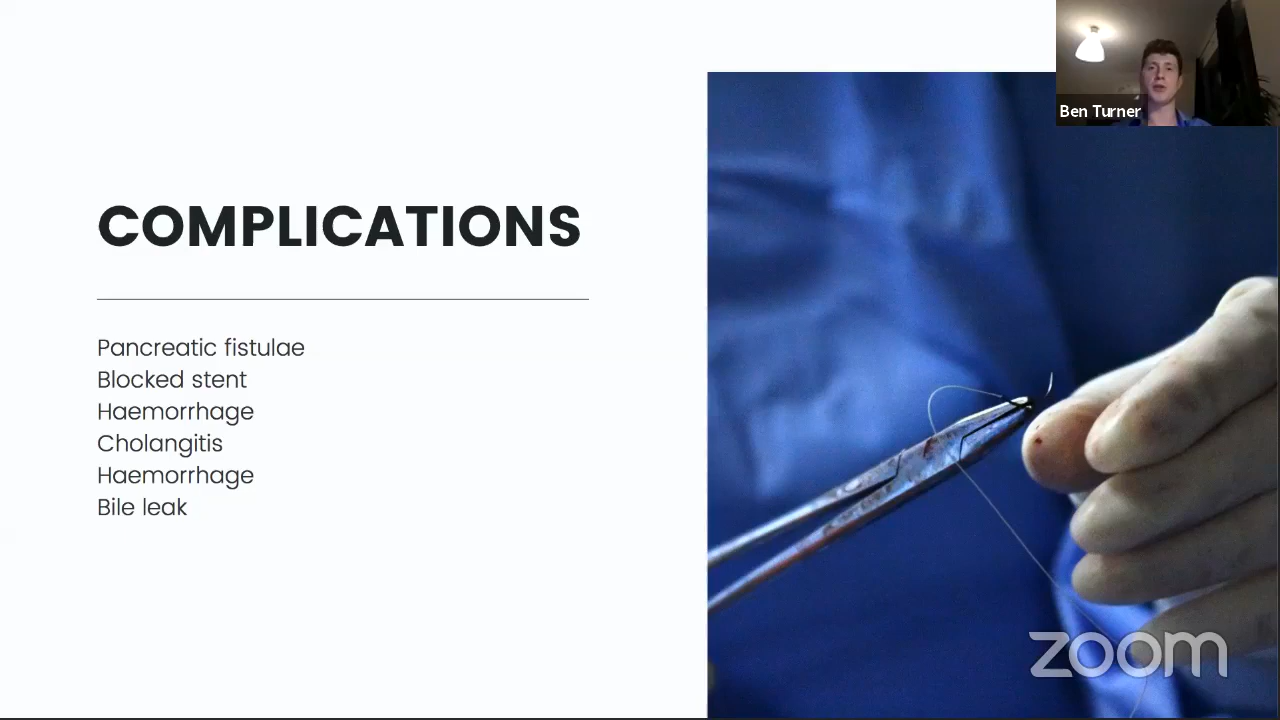 Ben Turner
COMPLICATIONS
Pancreatic fistulae
Blocked stent
Haemorrhage
Cholangitis
Haemorrhage
Bile leak
zoom